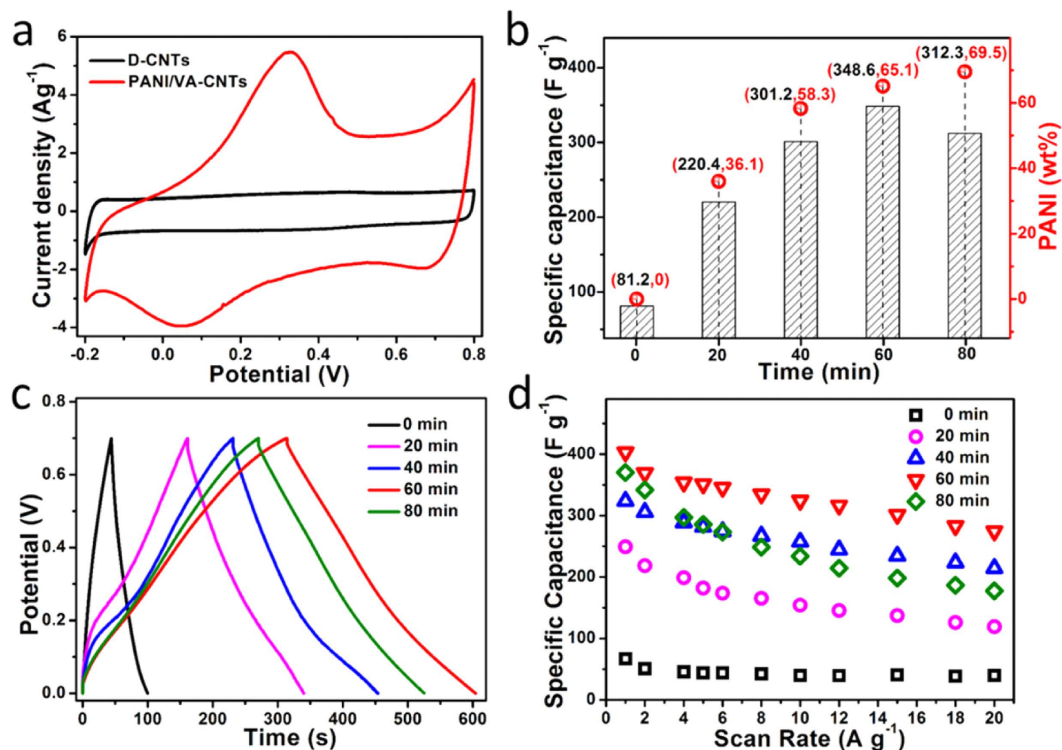 a
D-CNTs
PANI/VA-CNTs
Current density (Ag⁻¹)
6
4
2
0
-2
-4
-0.2
0.0
0.2
0.4
0.6
0.8
Potential (V)
b
Specific capacitance (F g⁻¹)
400
300
200
100
(81.2,0)
(220.4,36.1)
(301.2,58.3)
(348.6,65.1)
(312.3,69.5)
60
40
20
0
PANI (wt%)
0
20
40
60
80
Time (min)
c
Potential (V)
0.8
0.4
0.0
0 min
20 min
40 min
60 min
80 min
0
100
200
300
400
500
600
Time (s)
d
Specific Capacitance (F g⁻¹)
400
300
200
100
0
0 min
20 min
40 min
60 min
80 min
0
2
4
6
8
10
12
14
16
18
20
Scan Rate (A g⁻¹)